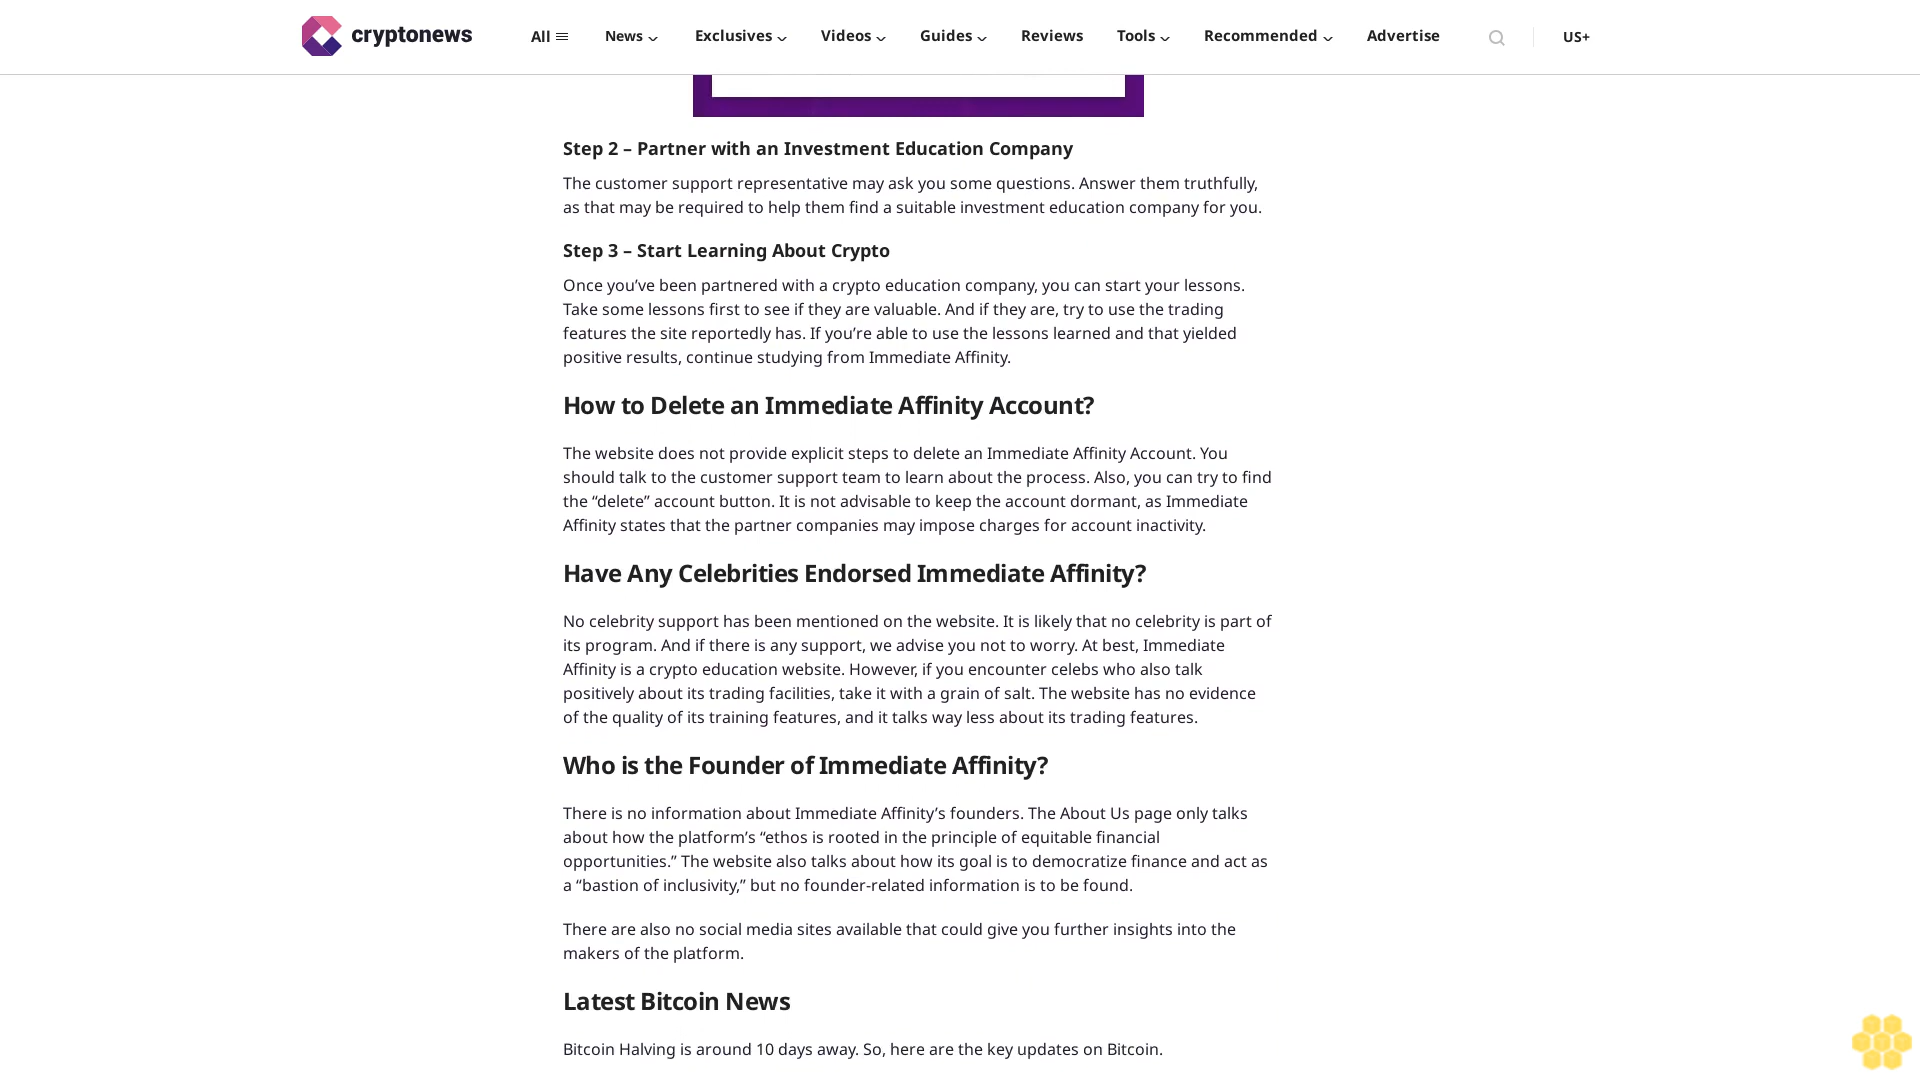 cryptonews
All
News
Exclusives
Videos
Guides
Reviews
Tools
Recommended
Advertise
US+
Step 2 – Partner with an Investment Education Company
The customer support representative may ask you some questions. Answer them truthfully,
as that may be required to help them find a suitable investment education company for you.
Step 3 – Start Learning About Crypto
Once you’ve been partnered with a crypto education company, you can start your lessons.
Take some lessons first to see if they are valuable. And if they are, try to use the trading
features the site reportedly has. If you’re able to use the lessons learned and that yielded
positive results, continue studying from Immediate Affinity.
How to Delete an Immediate Affinity Account?
The website does not provide explicit steps to delete an Immediate Affinity Account. You
should talk to the customer support team to learn about the process. Also, you can try to find
the “delete” account button. It is not advisable to keep the account dormant, as Immediate
Affinity states that the partner companies may impose charges for account inactivity.
Have Any Celebrities Endorsed Immediate Affinity?
No celebrity support has been mentioned on the website. It is likely that no celebrity is part of
its program. And if there is any support, we advise you not to worry. At best, Immediate
Affinity is a crypto education website. However, if you encounter celebs who also talk
positively about its trading facilities, take it with a grain of salt. The website has no evidence
of the quality of its training features, and it talks way less about its trading features.
Who is the Founder of Immediate Affinity?
There is no information about Immediate Affinity’s founders. The About Us page only talks
about how the platform’s “ethos is rooted in the principle of equitable financial
opportunities.” The website also talks about how its goal is to democratize finance and act as
a “bastion of inclusivity,” but no founder-related information is to be found.
There are also no social media sites available that could give you further insights into the
makers of the platform.
Latest Bitcoin News
Bitcoin Halving is around 10 days away. So, here are the key updates on Bitcoin.